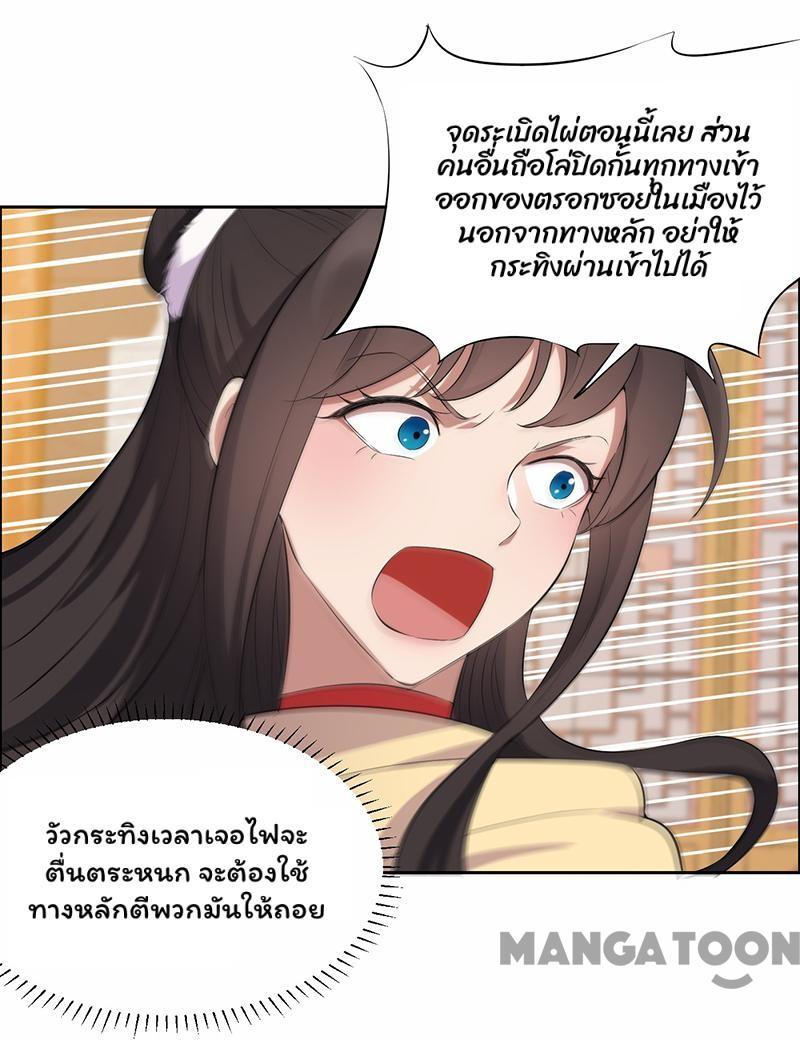 จุดระเบิดไผ่ตอนนี้เลย ส่วน
คนอื่นถือโล่ปิดกั้นทุกทางเข้า
ออกของตรอกซอยในเมืองไว้
นอกจากทางหลัก อย่าให้
กระทิงผ่านเข้าไปได้
วัวกระทิงเวลาเจอไฟจะ
ตื่นตระหนก จะต้องใช้
ทางหลักตีพวกมันให้ถอย
MANGATOON